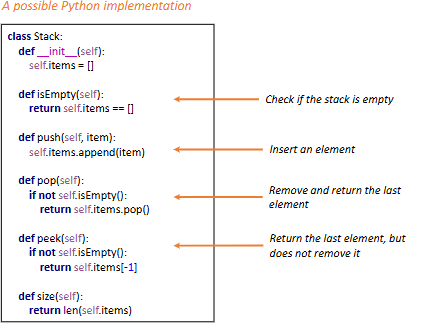 A possible Python implementation
class Stack:
def __init__(self):
self.items = []
def isEmpty(self):
return self.items == []
Check if the stack is empty
def push(self, item):
self.items.append(item)
Insert an element
def pop(self):
if not self.isEmpty():
return self.items.pop()
Remove and return the last
element
def peek(self):
if not self.isEmpty():
return self.items[-1]
Return the last element, but
does not remove it
def size(self):
return len(self.items)